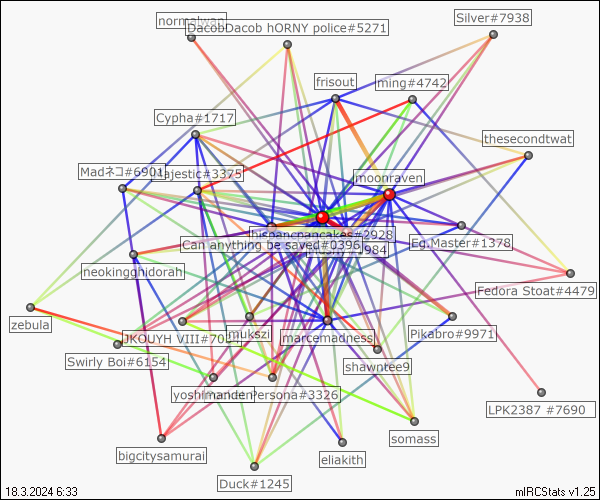 normalwan
DacobDacob hORNY police#5271
Silver#7938
frisout
ming#4742
Cypha#1717
thesecondtwat
Madネコ#6901
majestic#3375
moonraven
hispanicpancakes#2928
Can anything be saved#0396
#1984
Eg.Master#1378
neokingghidorah
Fedora Stoat#4479
zebula
JKOUYH VIII#70
mukszi
marcemadness
Pikabro#9971
Swirly Boi#6154
shawntee9
yoshimanden
Persona#3326
LPK2387 #7690
somass
bigcitysamurai
eliakith
Duck#1245
18.3.2024 6:33
mIRCStats v1.25